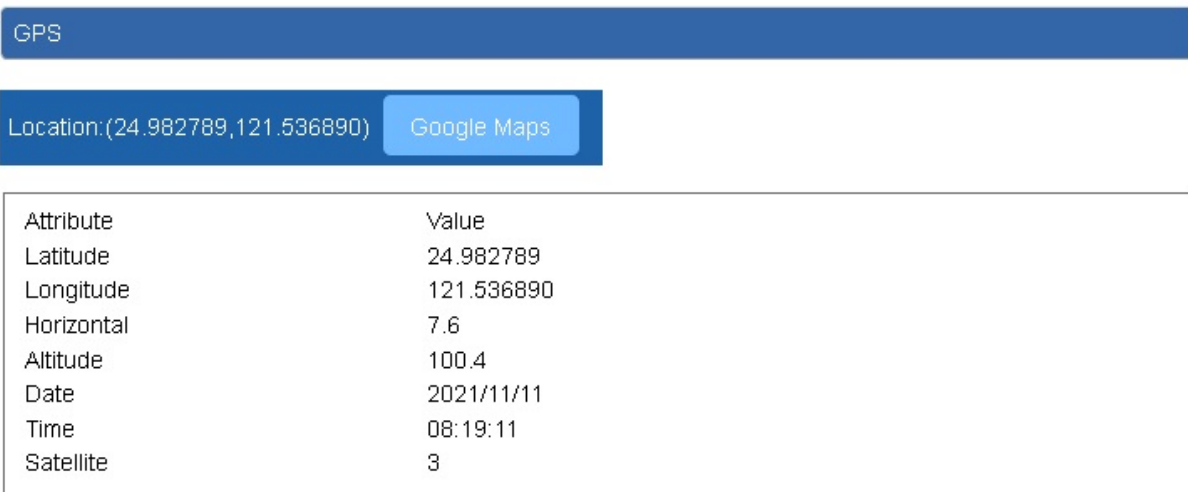 GPS
Location:(24.982789,121.536890) Google Maps
Attribute Value
Latitude 24.982789
Longitude 121.536890
Horizontal 7.6
Altitude 100.4
Date 2021/11/11
Time 08:19:11
Satellite 3